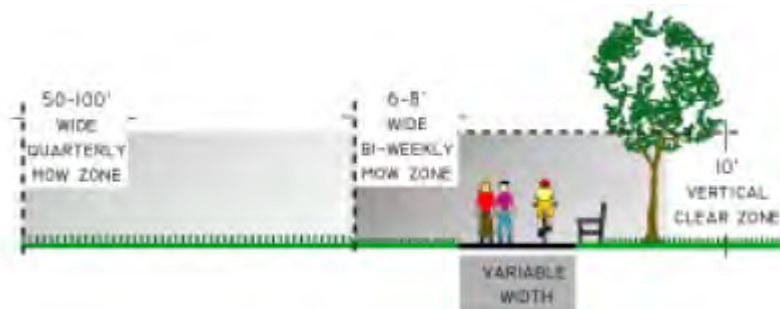 50-100'
WIDE
QUARTERLY
MOW ZONE
6-8'
WIDE
BI-WEEKLY
MOW ZONE
10'
VERTICAL
CLEAR ZONE
VARIABLE
WIDTH